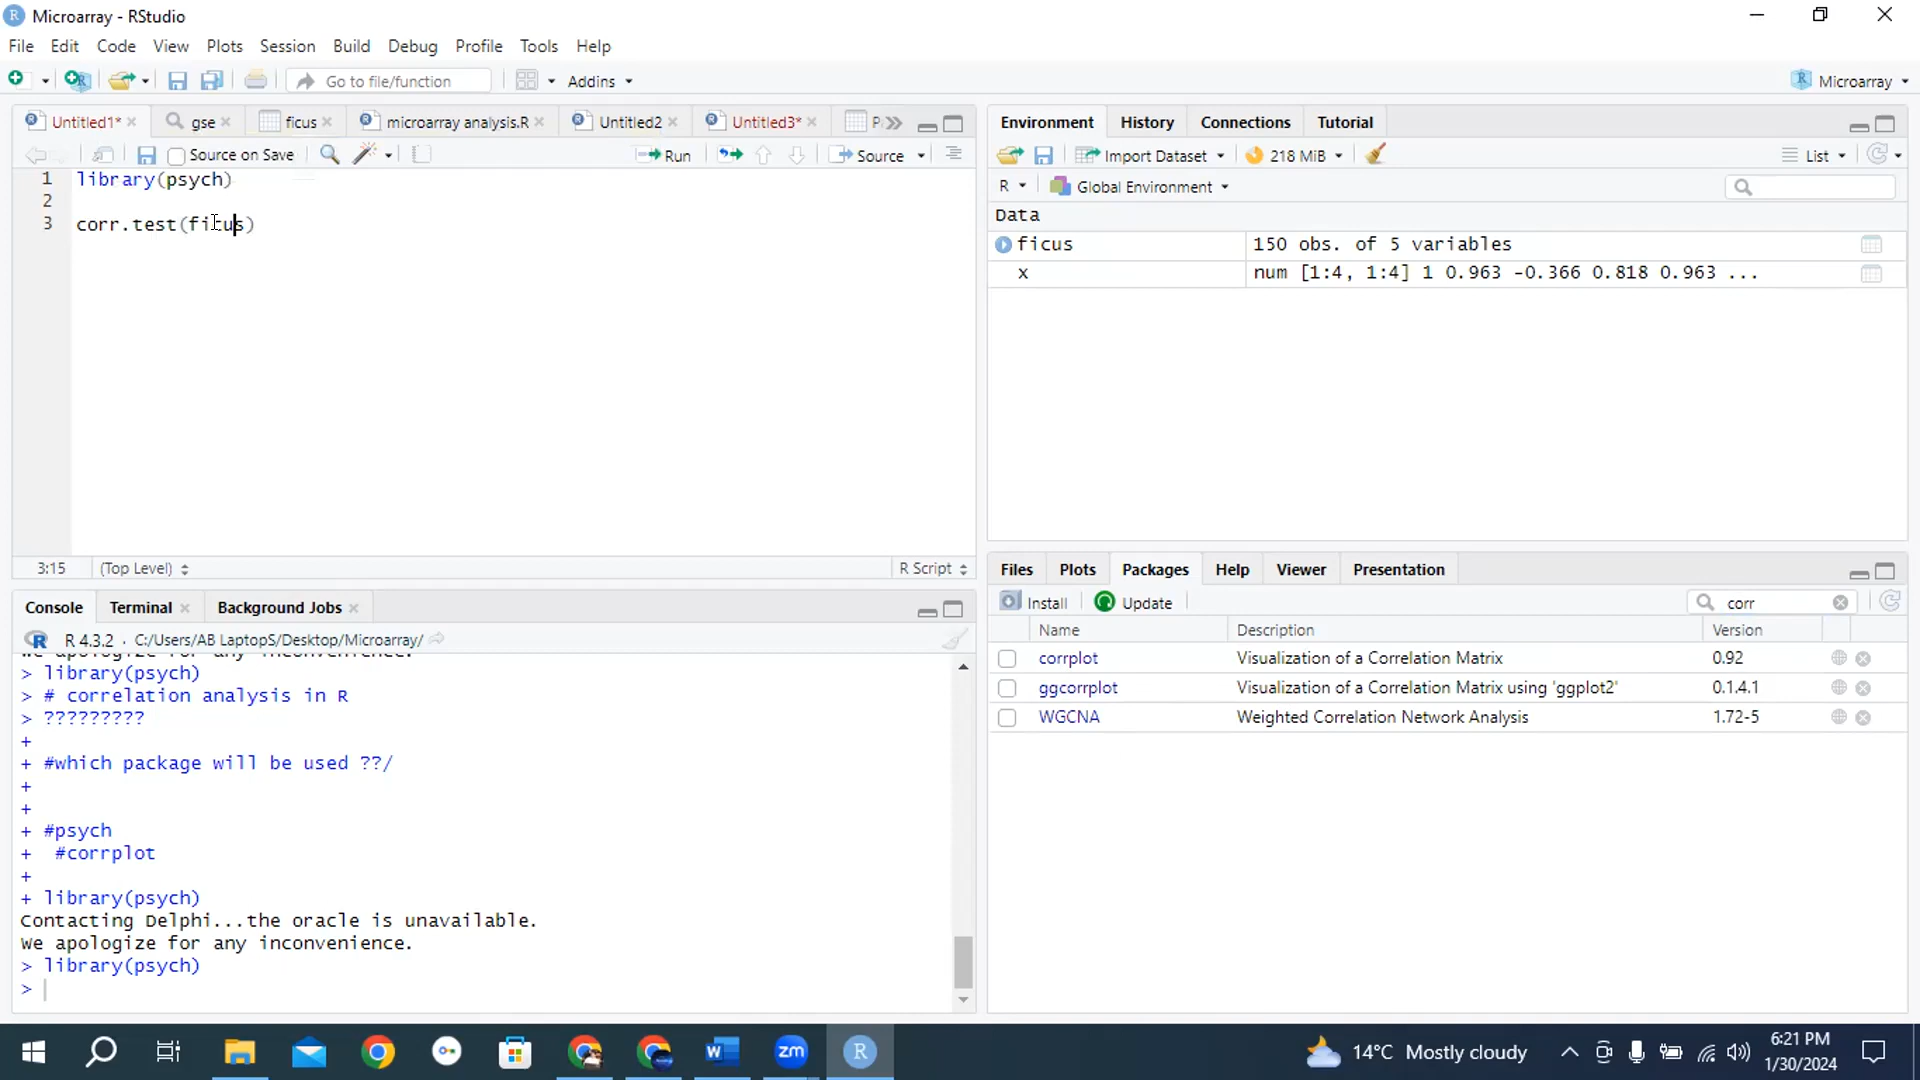 Microarray - RStudio
File Edit Code View Plots Session Build Debug Profile Tools Help
Go to file/function Addins Microarray
Untitled1* gse ficus microarray analysis.R Untitled2 Untitled3*
Source on Save Run Source
1 library(psych)
2
3 corr.test(ficus)
3:15 (Top Level) R Script
Console Terminal Background Jobs
R 4.3.2 · C:/Users/AB LaptopS/Desktop/Microarray/
We apologize for any inconvenience.
> library(psych)
> # correlation analysis in R
> ?????????
+
+ #which package will be used ??/
+
+
+ #psych
+  #corrplot
+
+ library(psych)
Contacting Delphi...the oracle is unavailable.
We apologize for any inconvenience.
> library(psych)
>
Environment History Connections Tutorial
Import Dataset 218 MiB List
R Global Environment
Data
ficus 150 obs. of 5 variables
x num [1:4, 1:4] 1 0.963 -0.366 0.818 0.963 ...
Files Plots Packages Help Viewer Presentation
Install Update corr
Name Description Version
corrplot Visualization of a Correlation Matrix 0.92
ggcorrplot Visualization of a Correlation Matrix using 'ggplot2' 0.1.4.1
WGCNA Weighted Correlation Network Analysis 1.72-5
zm
14°C Mostly cloudy
6:21 PM
1/30/2024